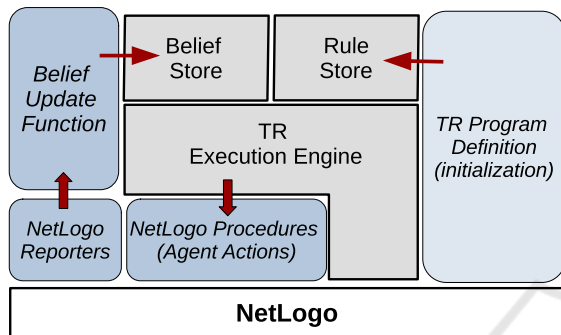 Belief
Update
Function
Belief
Store
Rule
Store
TR
Execution Engine
TR Program
Definition
(initialization)
NetLogo
Reporters
NetLogo Procedures
(Agent Actions)
NetLogo